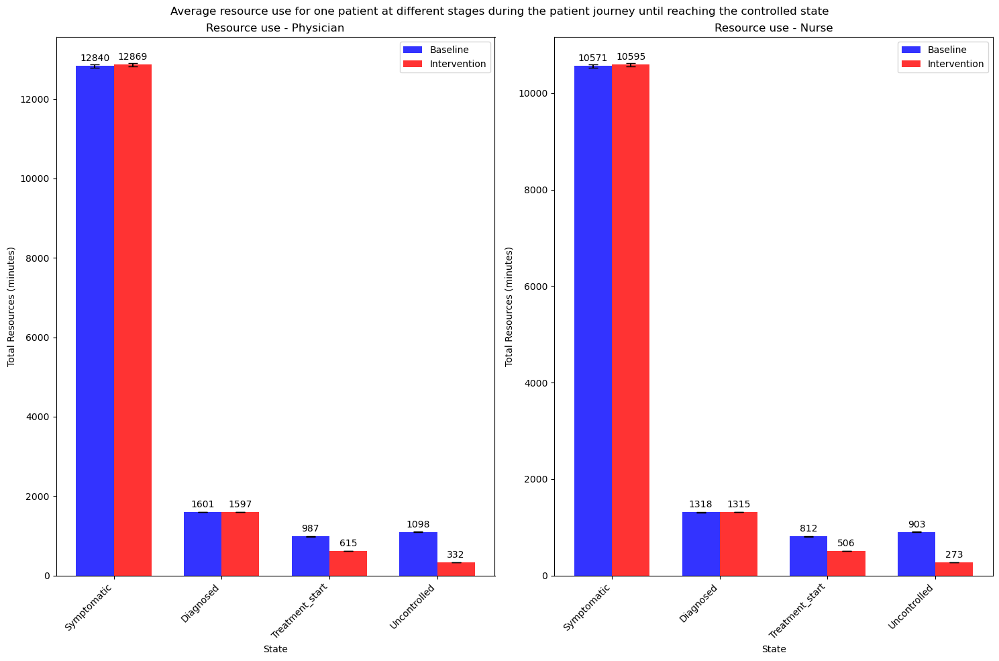 Average resource use for one patient at different stages during the patient journey until reaching the controlled state
Resource use - Physician
Baseline
Intervention
Total Resources (minutes)
12000
10000
8000
6000
4000
2000
0
12840
12869
1601
1597
987
615
1098
332
Symptomatic
Diagnosed
Treatment_start
Uncontrolled
State
Resource use - Nurse
Baseline
Intervention
Total Resources (minutes)
10000
8000
6000
4000
2000
0
10571
10595
1318
1315
812
506
903
273
Symptomatic
Diagnosed
Treatment_start
Uncontrolled
State